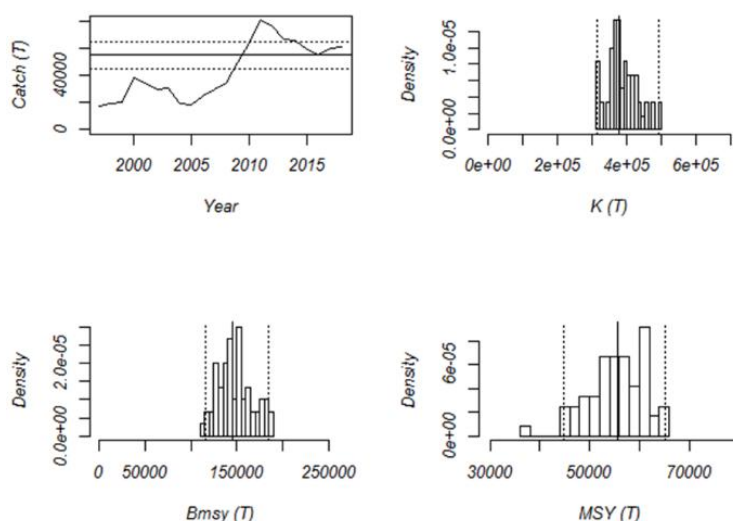 Catch (T)
40000
0
2000 2005 2010 2015
Year
Density
1.0e-05
0.0e+00
0e+00 2e+05 4e+05 6e+05
K (T)
Density
2.0e-05
0.0e+00
0 50000 150000 250000
Bmsy (T)
Density
6e-05
0e+00
30000 50000 70000
MSY (T)